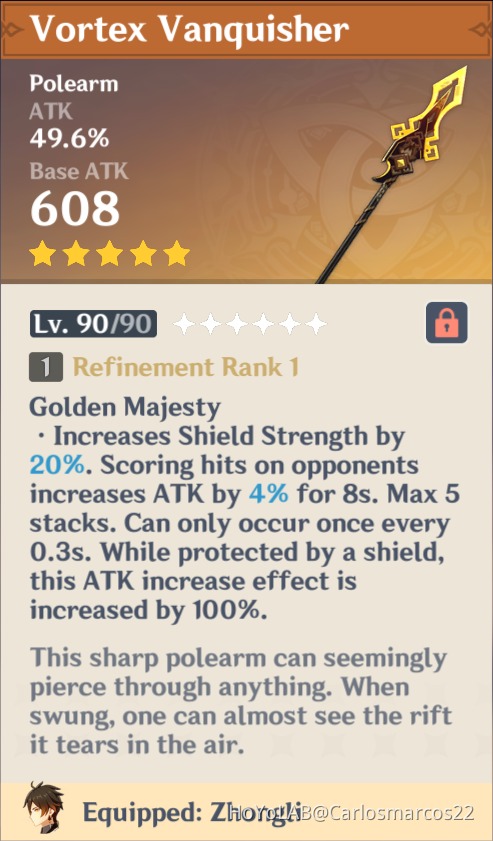 Vortex Vanquisher
Polearm
ATK
49.6%
Base ATK
608
Lv. 90/90
1 Refinement Rank 1
Golden Majesty
· Increases Shield Strength by
20%. Scoring hits on opponents
increases ATK by 4% for 8s. Max 5
stacks. Can only occur once every
0.3s. While protected by a shield,
this ATK increase effect is
increased by 100%.
This sharp polearm can seemingly
pierce through anything. When
swung, one can almost see the rift
it tears in the air.
Equipped: Zhongli
HoYoLAB@Carlosmarcos22